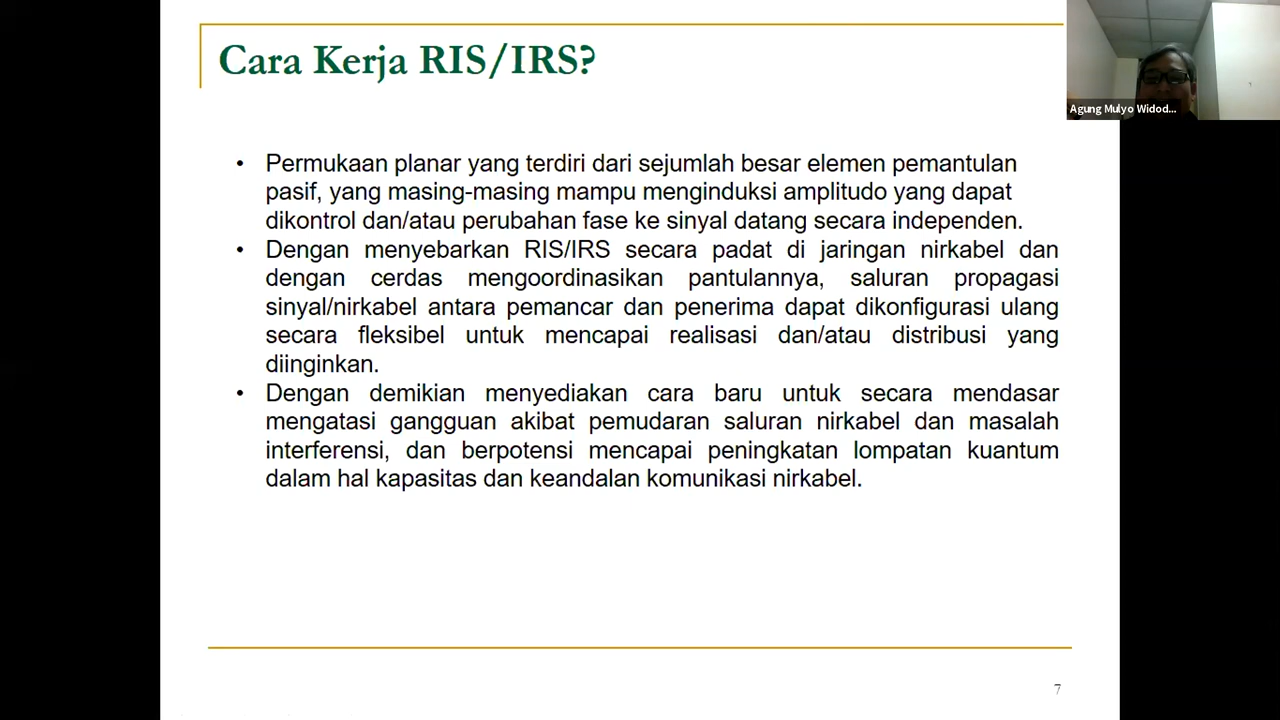 Cara Kerja RIS/IRS?
Agung Mulyo Widod...
• Permukaan planar yang terdiri dari sejumlah besar elemen pemantulan
pasif, yang masing-masing mampu menginduksi amplitudo yang dapat
dikontrol dan/atau perubahan fase ke sinyal datang secara independen.
• Dengan menyebarkan RIS/IRS secara padat di jaringan nirkabel dan
dengan cerdas mengoordinasikan pantulannya, saluran propagasi
sinyal/nirkabel antara pemancar dan penerima dapat dikonfigurasi ulang
secara fleksibel untuk mencapai realisasi dan/atau distribusi yang
diinginkan.
• Dengan demikian menyediakan cara baru untuk secara mendasar
mengatasi gangguan akibat pemudaran saluran nirkabel dan masalah
interferensi, dan berpotensi mencapai peningkatan lompatan kuantum
dalam hal kapasitas dan keandalan komunikasi nirkabel.
7